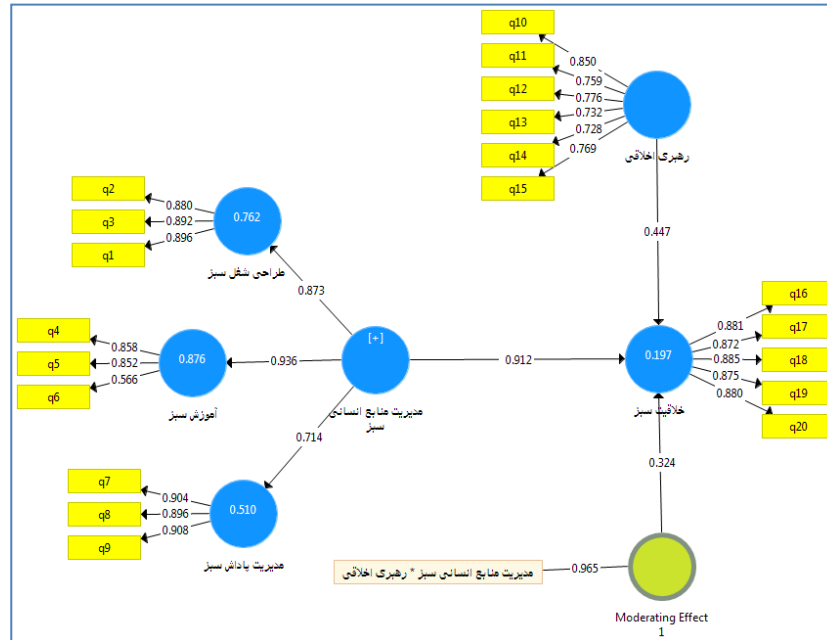 q10
q11
q12
q13
q14
q15
0.850
0.759
0.776
0.732
0.728
0.769
رهبری اخلاقی
0.447
q2
q3
q1
0.880
0.892
0.896
0.762
طراحی شغل سبز
0.873
q4
q5
q6
0.858
0.852
0.566
0.876
آموزش سبز
0.936
[+]
مدیریت منابع انسانی
سبز
0.912
0.714
q7
q8
q9
0.904
0.896
0.908
0.510
مدیریت پاداش سبز
0.197
خلاقیت سبز
0.881
0.872
0.885
0.875
0.880
q16
q17
q18
q19
q20
0.324
مدیریت منابع انسانی سبز * رهبری اخلاقی
0.965
Moderating Effect
1